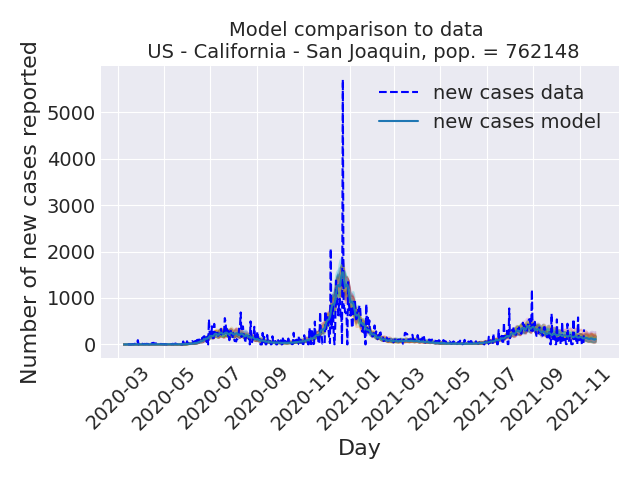 Model comparison to data
US - California - San Joaquin, pop. = 762148
Number of new cases reported
5000
4000
3000
2000
1000
0
new cases data
new cases model
2020-03
2020-05
2020-07
2020-09
2020-11
2021-01
2021-03
2021-05
2021-07
2021-09
2021-11
Day